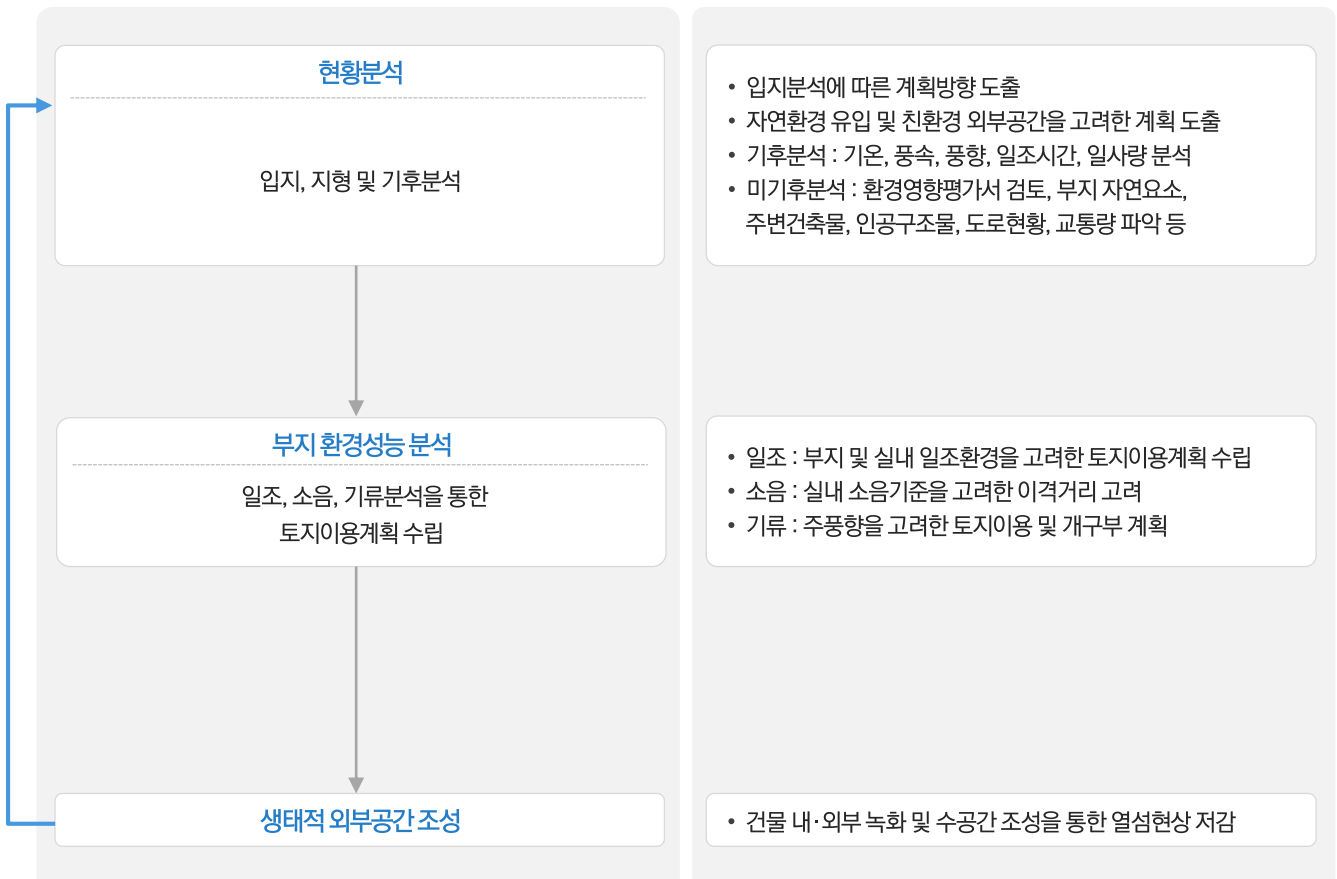 현황분석
입지, 지형 및 기후분석
• 입지분석에 따른 계획방향 도출
• 자연환경 유입 및 친환경 외부공간을 고려한 계획 도출
• 기후분석 : 기온, 풍속, 풍향, 일조시간, 일사량 분석
• 미기후분석 : 환경영향평가서 검토, 부지 자연요소,
주변건축물, 인공구조물, 도로현황, 교통량 파악 등
부지 환경성능 분석
일조, 소음, 기류분석을 통한
토지이용계획 수립
• 일조 : 부지 및 실내 일조환경을 고려한 토지이용계획 수립
• 소음 : 실내 소음기준을 고려한 이격거리 고려
• 기류 : 주풍향을 고려한 토지이용 및 개구부 계획
생태적 외부공간 조성
• 건물 내·외부 녹화 및 수공간 조성을 통한 열섬현상 저감